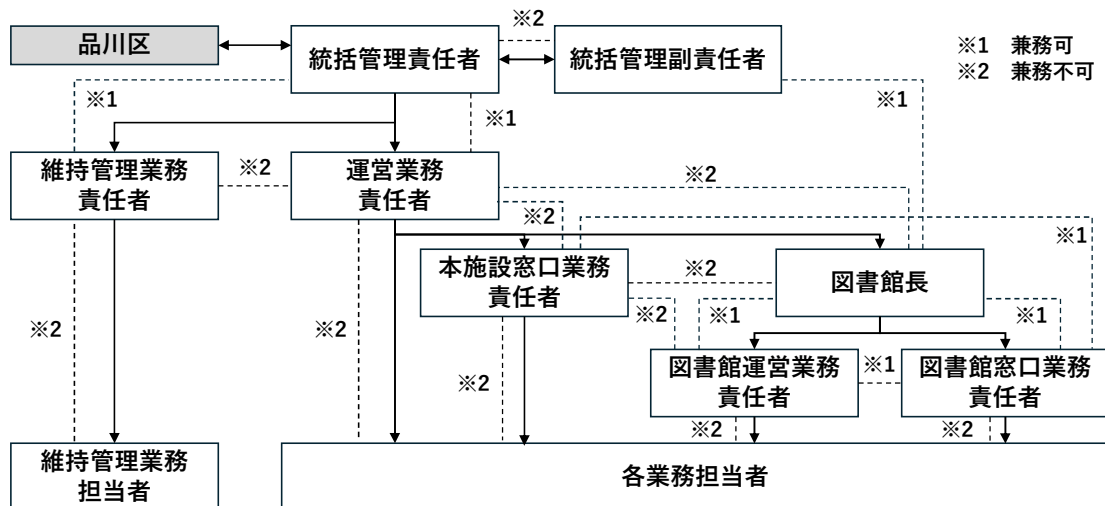 ※2
品川区
統括管理責任者
統括管理副責任者
※1 兼務可
※2 兼務不可
※1
※1
※1
維持管理業務
責任者
※2
運営業務
責任者
※2
※2
※1
本施設窓口業務
責任者
※2
図書館長
※2
※2
※2
※1
※1
図書館運営業務
責任者
※1
図書館窓口業務
責任者
※2
※2
※2
維持管理業務
担当者
各業務担当者